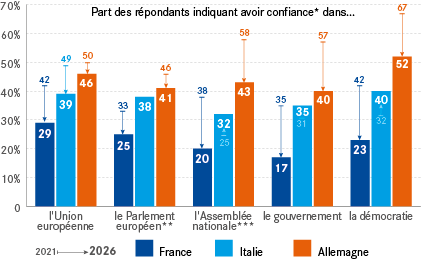 Part des répondants indiquant avoir confiance* dans...
70%
60%
50%
40%
30%
20%
10%
0%
42 49 50
29 39 46
33 46
25 38 41
38 58
20 32 43
25
35 57
17 35 40
31
42 67
23 40 52
32
l'Union européenne
le Parlement européen**
l'Assemblée nationale***
le gouvernement
la démocratie
2021 2026
France
Italie
Allemagne